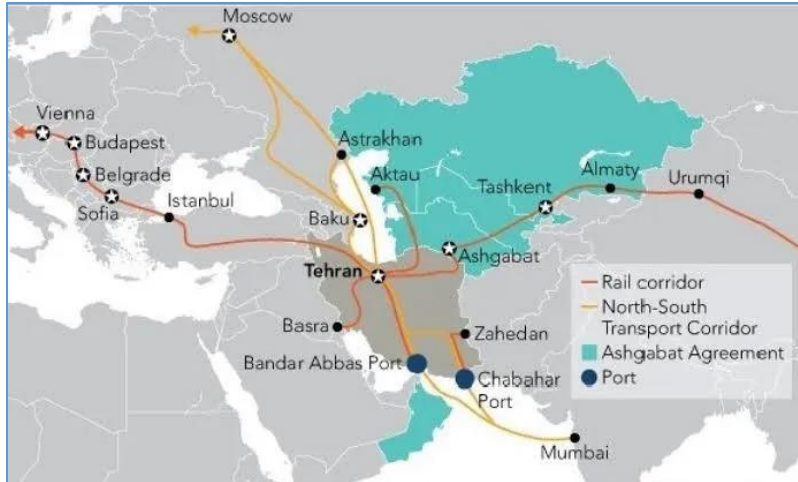 Moscow
Vienna
Budapest
Belgrade
Sofia
Istanbul
Astrakhan
Aktau
Baku
Tashkent
Almaty
Urumqi
Ashgabat
Tehran
Basra
Zahedan
Bandar Abbas Port
Chabahar
Port
Mumbai
Rail corridor
North-South
Transport Corridor
Ashgabat Agreement
Port